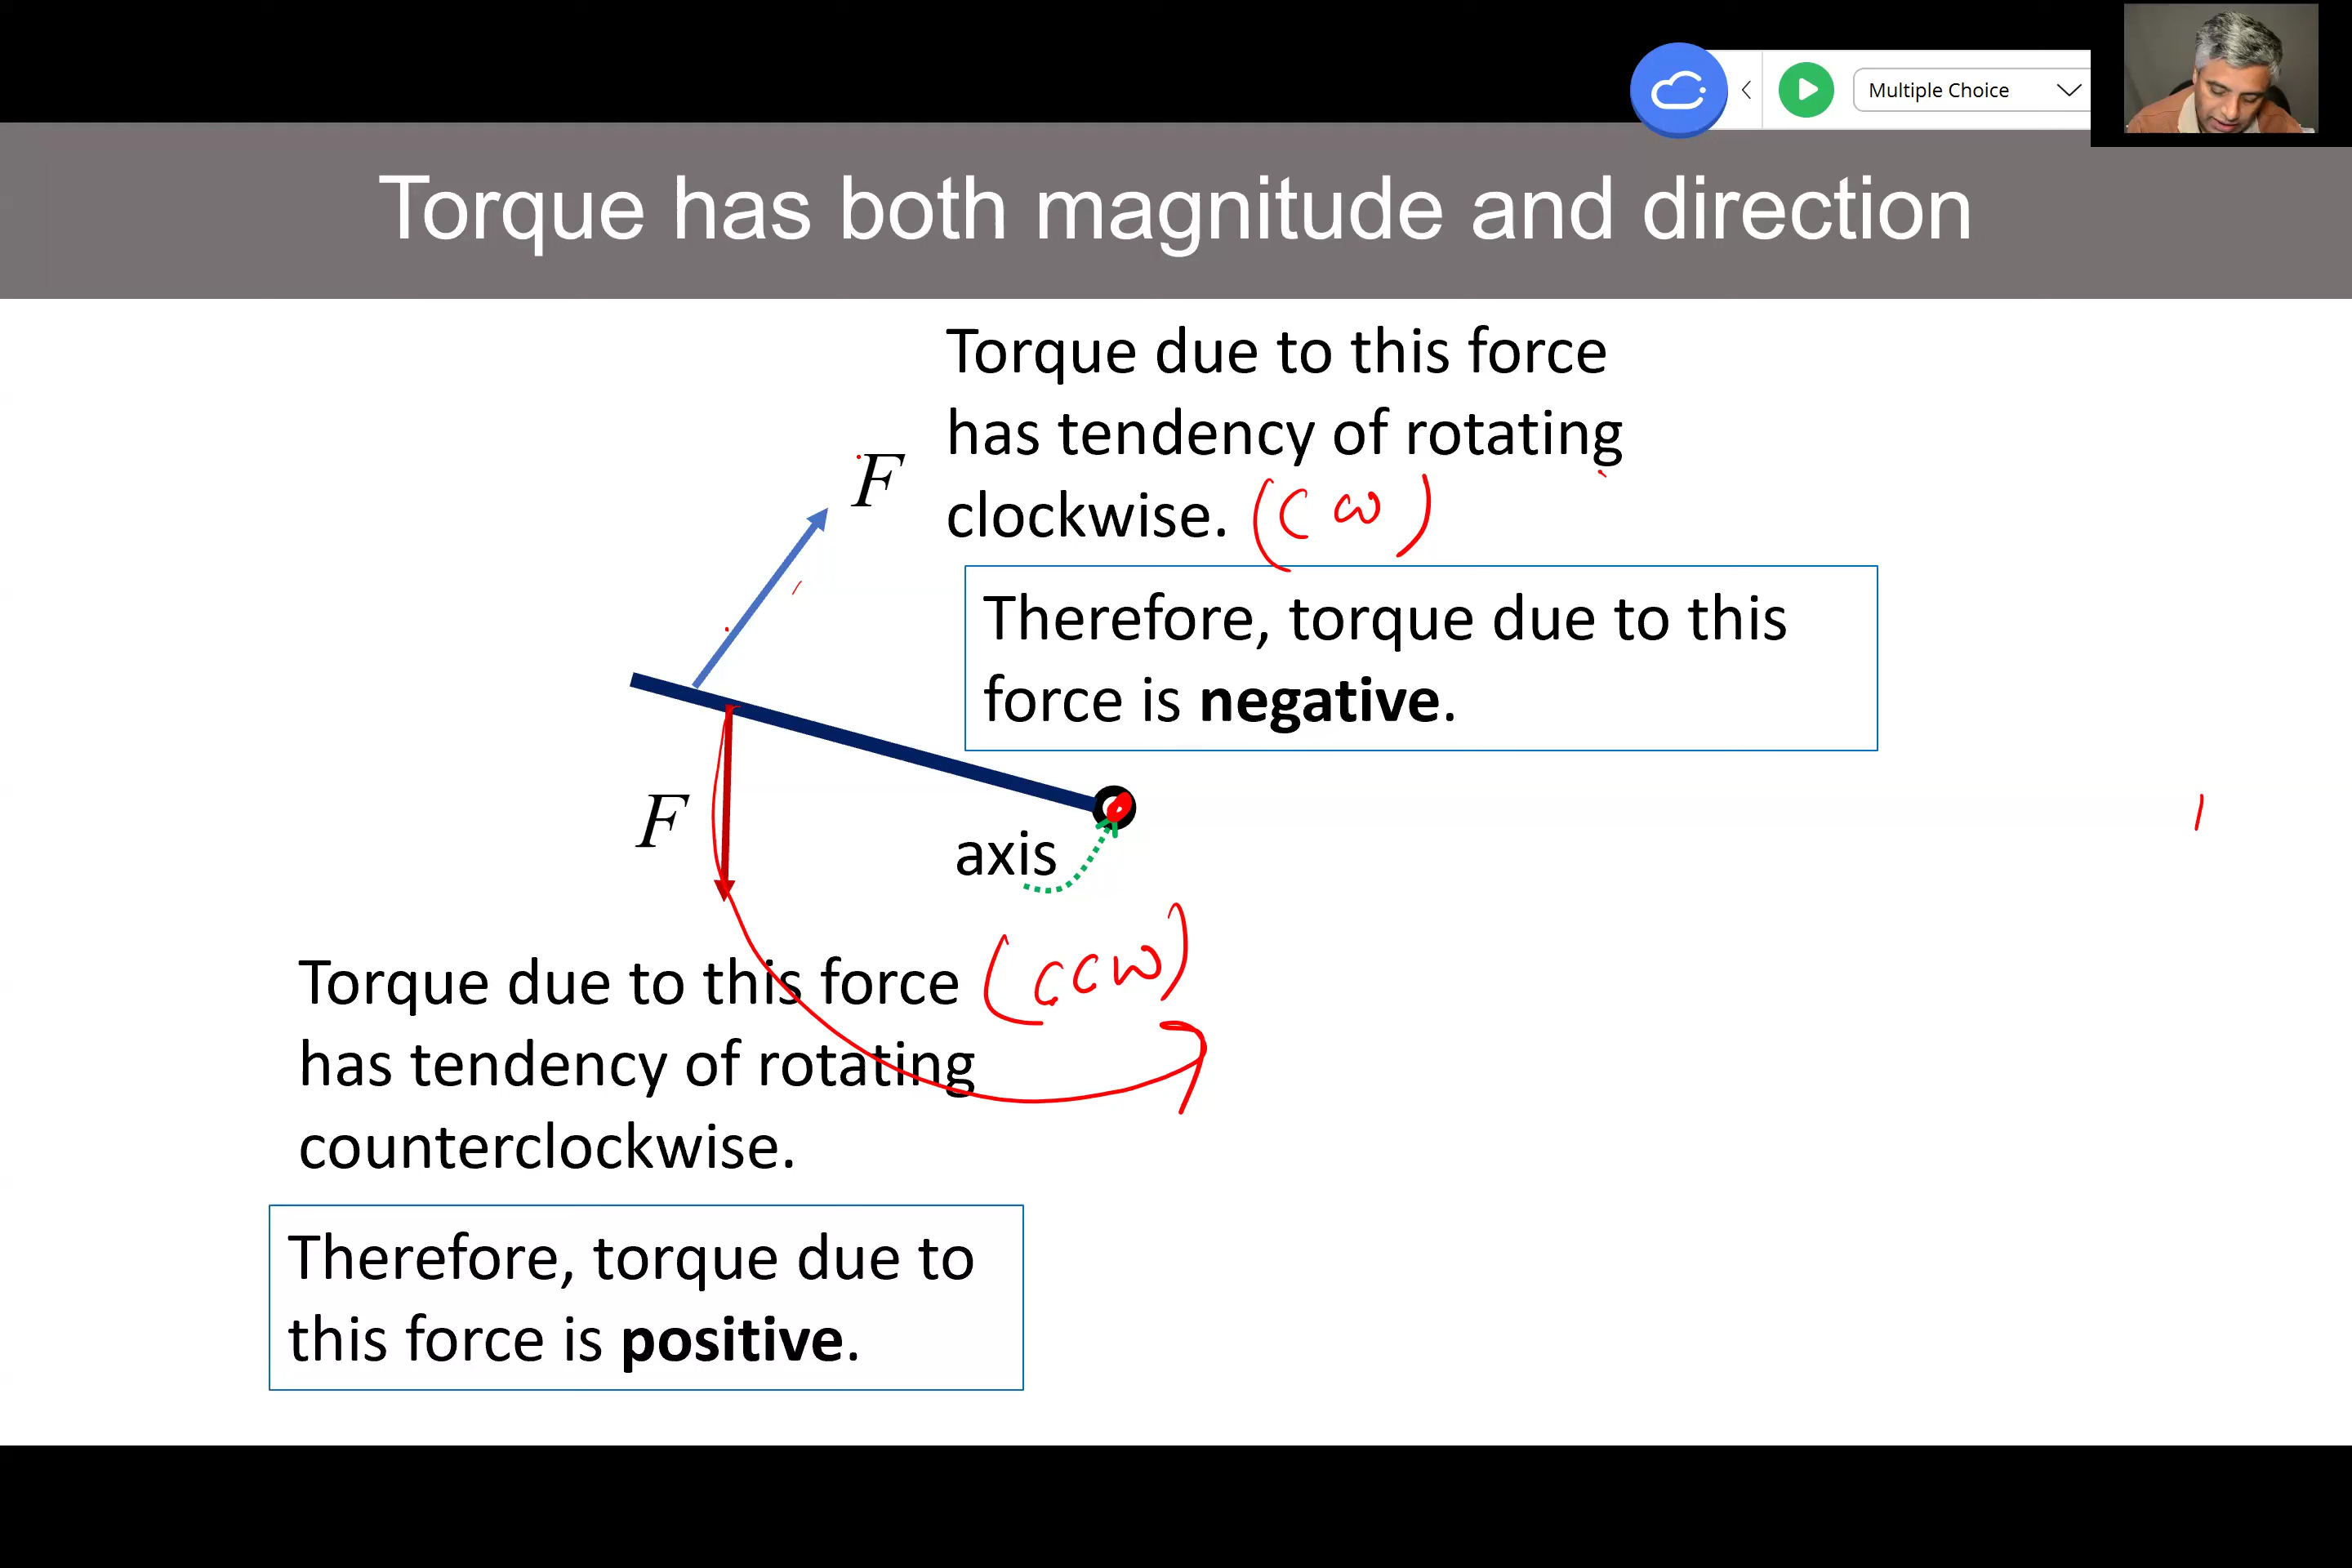 Multiple Choice
Torque has both magnitude and direction
Torque due to this force
has tendency of rotating
clockwise. (CW)
F
Therefore, torque due to this
force is negative.
F
axis
Torque due to this force (CCW)
has tendency of rotating
counterclockwise.
Therefore, torque due to
this force is positive.